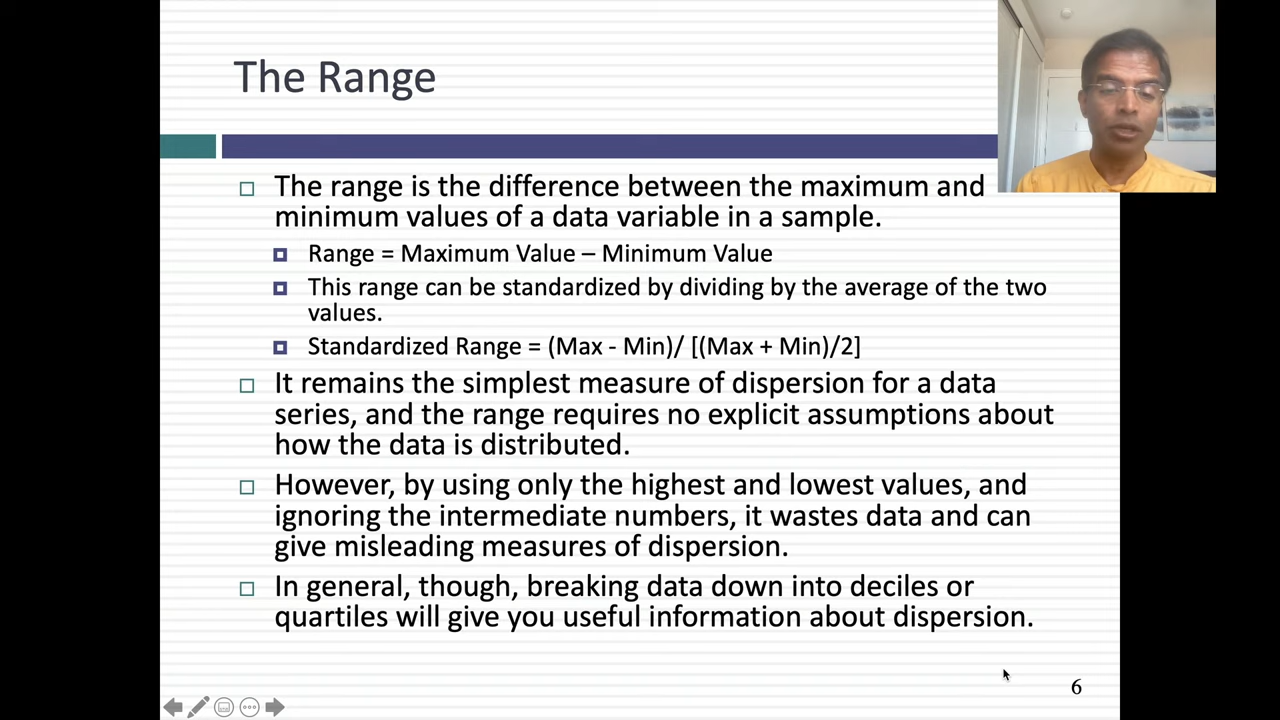 The Range
The range is the difference between the maximum and
minimum values of a data variable in a sample.
Range = Maximum Value – Minimum Value
This range can be standardized by dividing by the average of the two
values.
Standardized Range = (Max - Min)/ [(Max + Min)/2]
It remains the simplest measure of dispersion for a data
series, and the range requires no explicit assumptions about
how the data is distributed.
However, by using only the highest and lowest values, and
ignoring the intermediate numbers, it wastes data and can
give misleading measures of dispersion.
In general, though, breaking data down into deciles or
quartiles will give you useful information about dispersion.
6